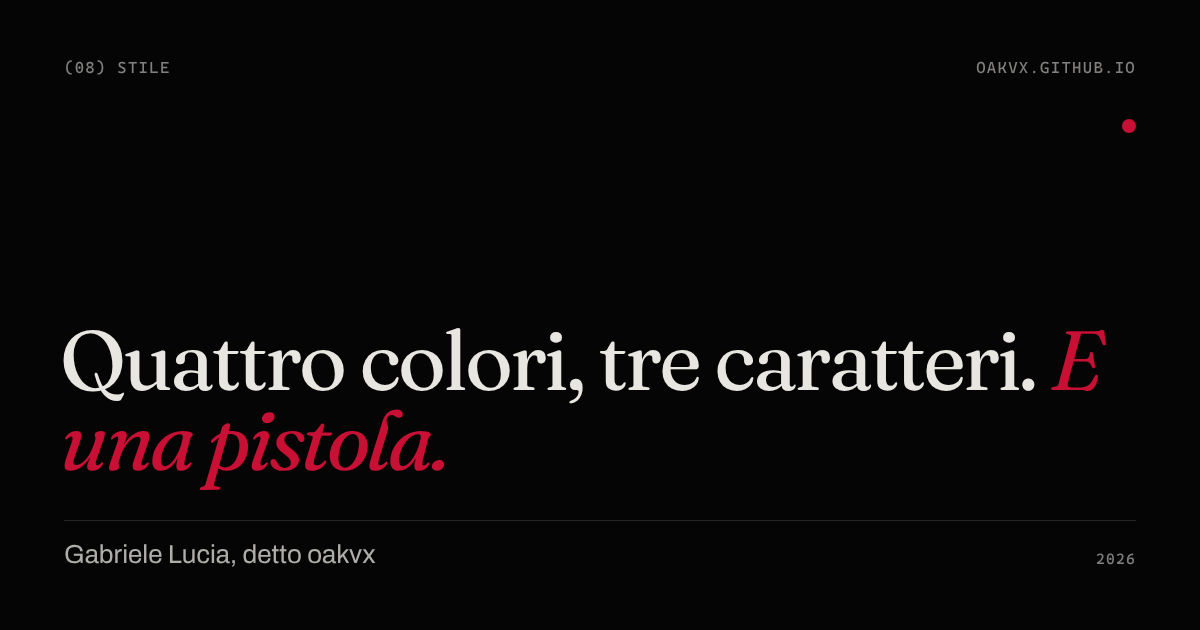 (08) STILE
OAKVX.GITHUB.IO
Quattro colori, tre caratteri. E
una pistola.
Gabriele Lucia, detto oakvx
2026